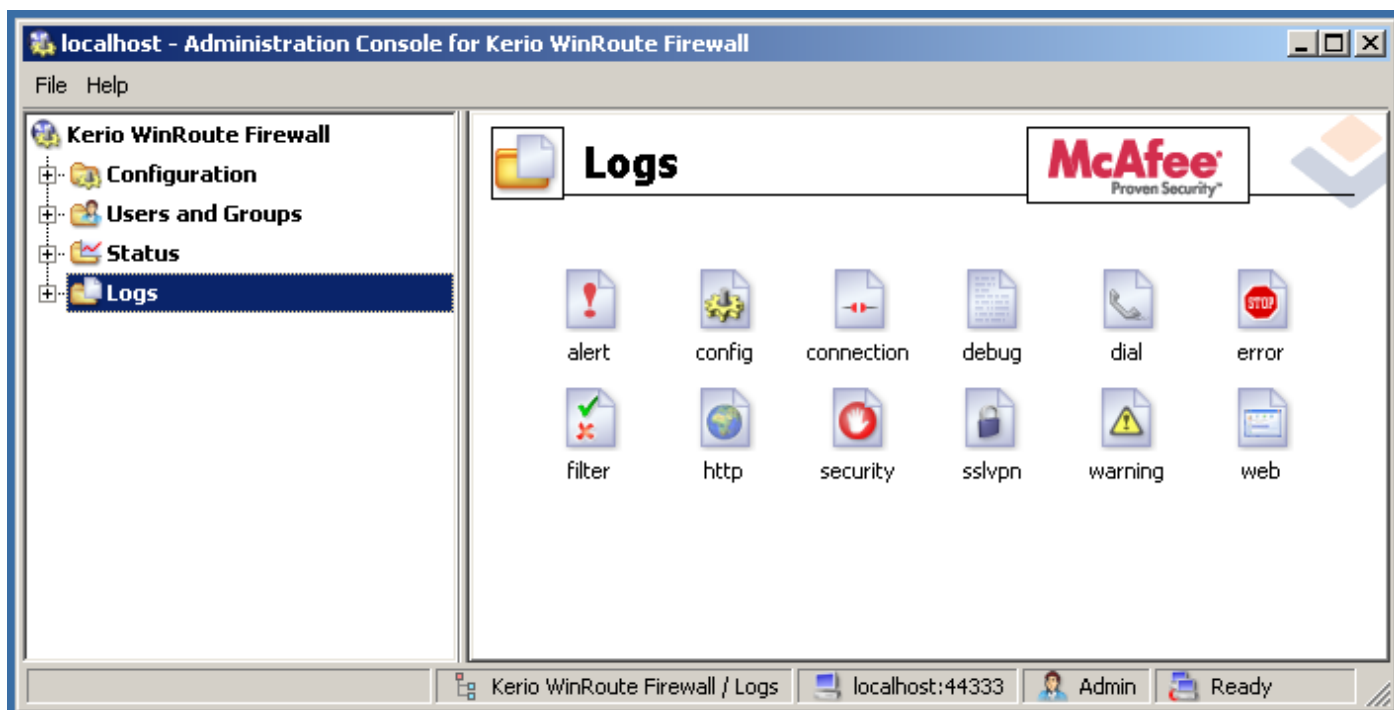 localhost - Administration Console for Kerio WinRoute Firewall
File Help
Kerio WinRoute Firewall
Configuration
Users and Groups
Status
Logs
Logs
McAfee
Proven Security™
alert config connection debug dial error
STOP
filter http security sslvpn warning web
Kerio WinRoute Firewall / Logs localhost:44333 Admin Ready